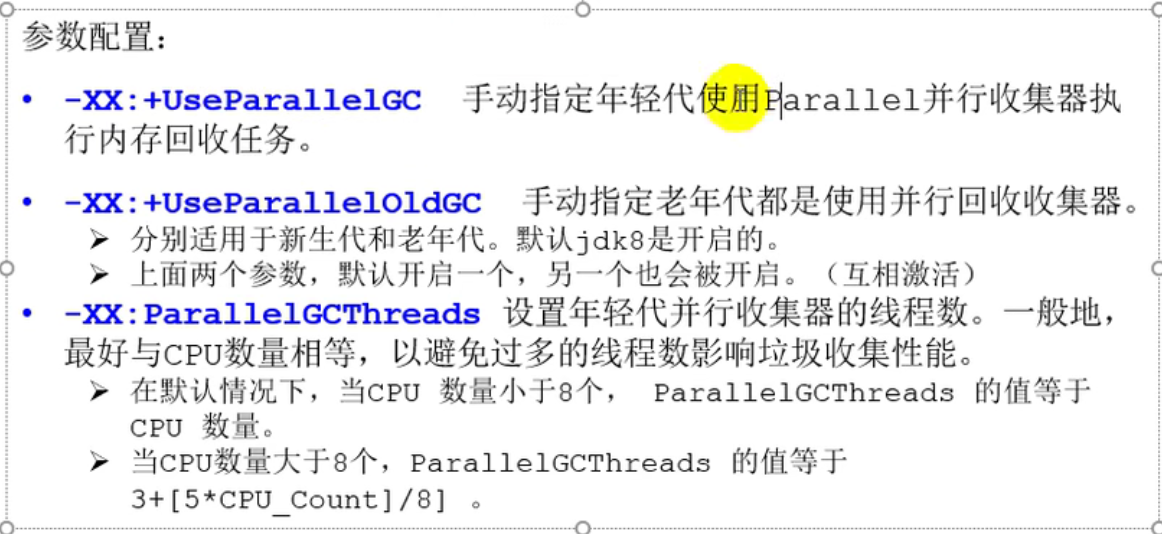 参数配置：
• -XX:+UseParallelGC 手动指定年轻代使用Parallel并行收集器执
行内存回收任务。
• -XX:+UseParallelOldGC 手动指定老年代都是使用并行回收收集器。
➢ 分别适用于新生代和老年代。默认jdk8是开启的。
➢ 上面两个参数，默认开启一个，另一个也会被开启。（互相激活）
• -XX:ParallelGCThreads 设置年轻代并行收集器的线程数。一般地，
最好与CPU数量相等，以避免过多的线程数影响垃圾收集性能。
➢ 在默认情况下，当CPU 数量小于8个， ParallelGCThreads 的值等于
CPU 数量。
➢ 当CPU数量大于8个，ParallelGCThreads 的值等于
3+[5*CPU_Count]/8] 。